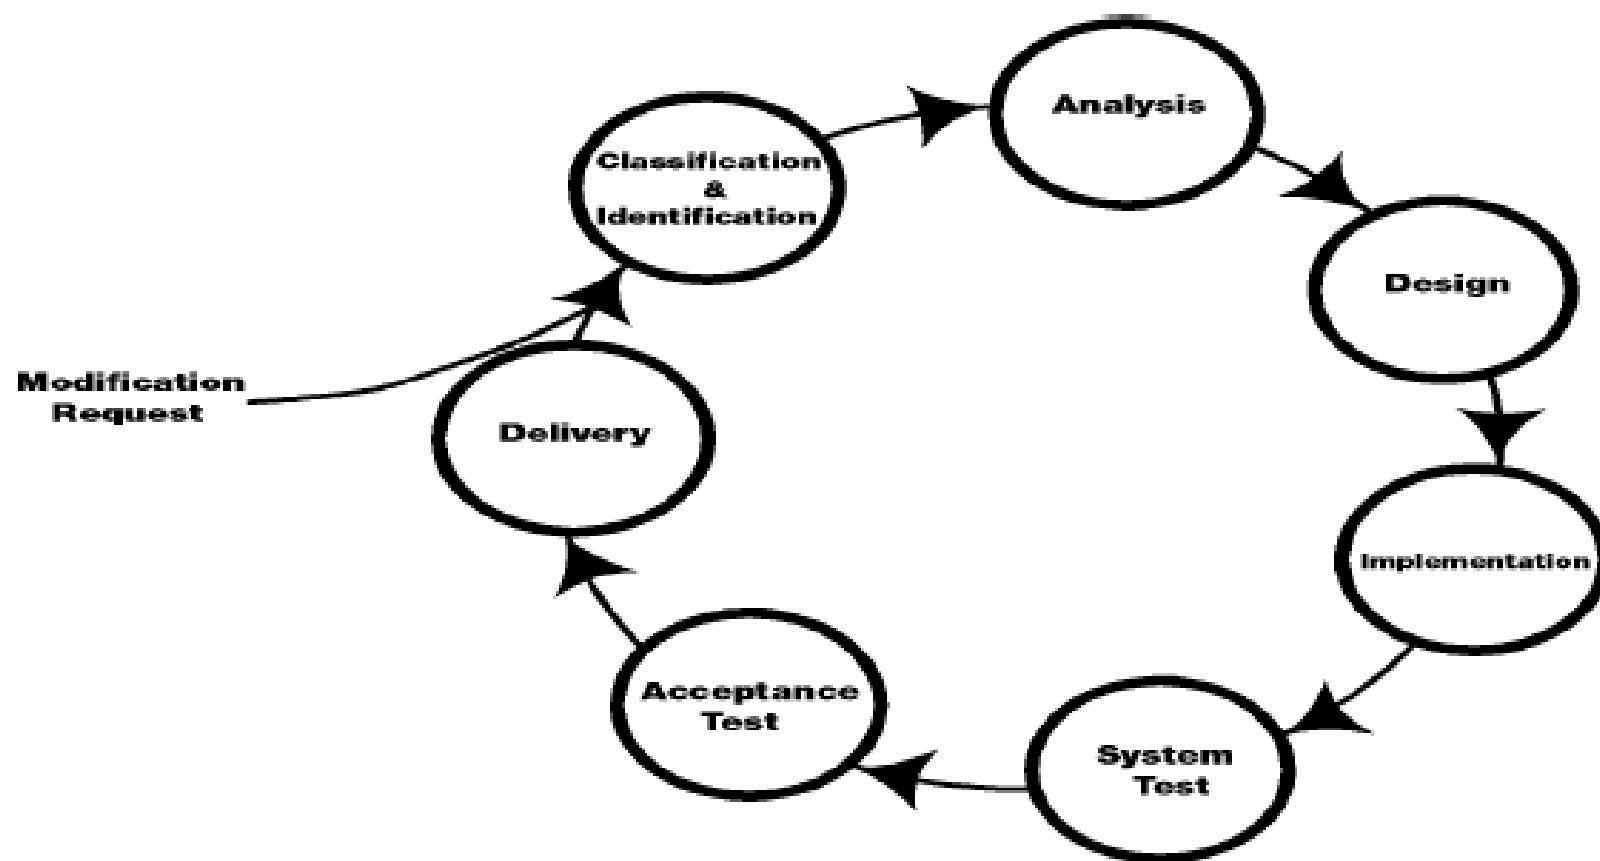 Analysis
Classification
&
Identification
Design
Modification
Request
Delivery
Implementation
Acceptance
Test
System
Test